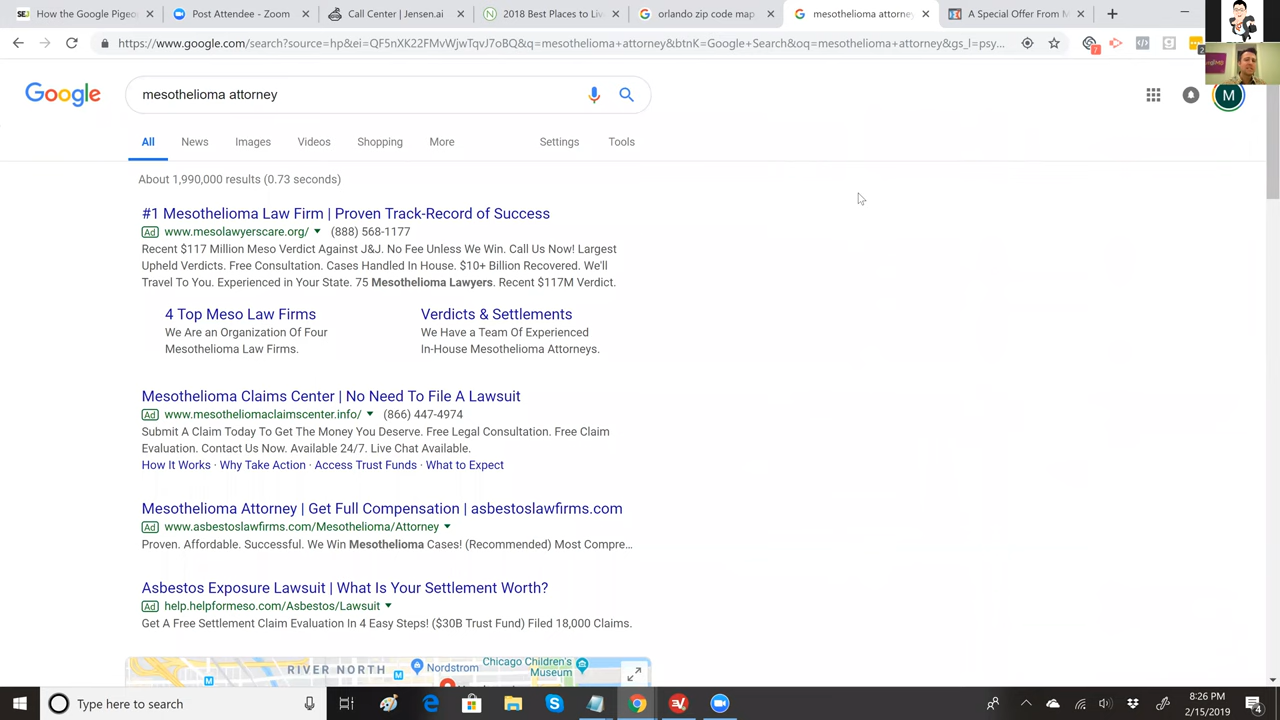 How the Google Pigeo
Post Attendee - Zoom
Call Center | Jensen.ai
2018 Best Places to Liv
orlando zip code map
mesothelioma attorney
A Special Offer From M
https://www.google.com/search?source=hp&ei=QF5nXK22FMvWjwTqvJ7oBQ&q=mesothelioma+attorney&btnK=Google+Search&oq=mesothelioma+attorney&gs_l=psy...
7
Google
mesothelioma attorney
M
All
News
Images
Videos
Shopping
More
Settings
Tools
About 1,990,000 results (0.73 seconds)
#1 Mesothelioma Law Firm | Proven Track-Record of Success
Ad www.mesolawyerscare.org/ (888) 568-1177
Recent $117 Million Meso Verdict Against J&J. No Fee Unless We Win. Call Us Now! Largest
Upheld Verdicts. Free Consultation. Cases Handled In House. $10+ Billion Recovered. We'll
Travel To You. Experienced in Your State. 75 Mesothelioma Lawyers. Recent $117M Verdict.
4 Top Meso Law Firms
We Are an Organization Of Four
Mesothelioma Law Firms.
Verdicts & Settlements
We Have a Team Of Experienced
In-House Mesothelioma Attorneys.
Mesothelioma Claims Center | No Need To File A Lawsuit
Ad www.mesotheliomaclaimscenter.info/ (866) 447-4974
Submit A Claim Today To Get The Money You Deserve. Free Legal Consultation. Free Claim
Evaluation. Contact Us Now. Available 24/7. Live Chat Available.
How It Works · Why Take Action · Access Trust Funds · What to Expect
Mesothelioma Attorney | Get Full Compensation | asbestoslawfirms.com
Ad www.asbestoslawfirms.com/Mesothelioma/Attorney
Proven. Affordable. Successful. We Win Mesothelioma Cases! (Recommended) Most Compre...
Asbestos Exposure Lawsuit | What Is Your Settlement Worth?
Ad help.helpformeso.com/Asbestos/Lawsuit
Get A Free Settlement Claim Evaluation In 4 Easy Steps! ($30B Trust Fund) Filed 18,000 Claims.
RIVER NORTH
Nordstrom
Chicago Children's
Museum
M
M
Type here to search
8:26 PM
2/15/2019
4